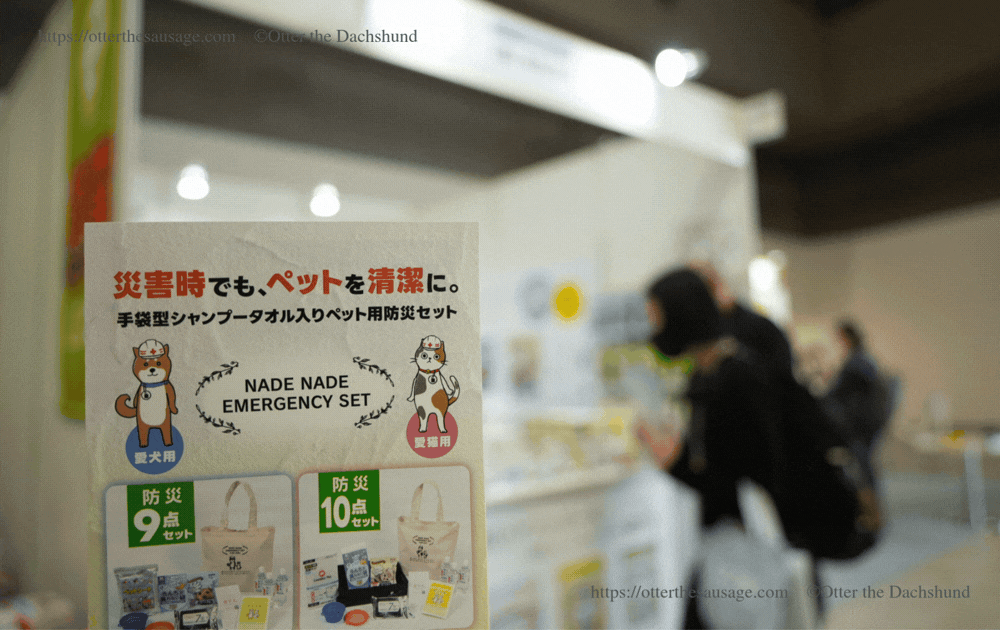 https://otterthesausage.com ©Otter the Dachshund
災害時でも、ペットを清潔に。
手袋型シャンプータオル入りペット用防災セット
NADE NADE
EMERGENCY SET
愛犬用
愛猫用
防災
9点
セット
防災
10点
セット
https://otterthesausage.com ©Otter the Dachshund